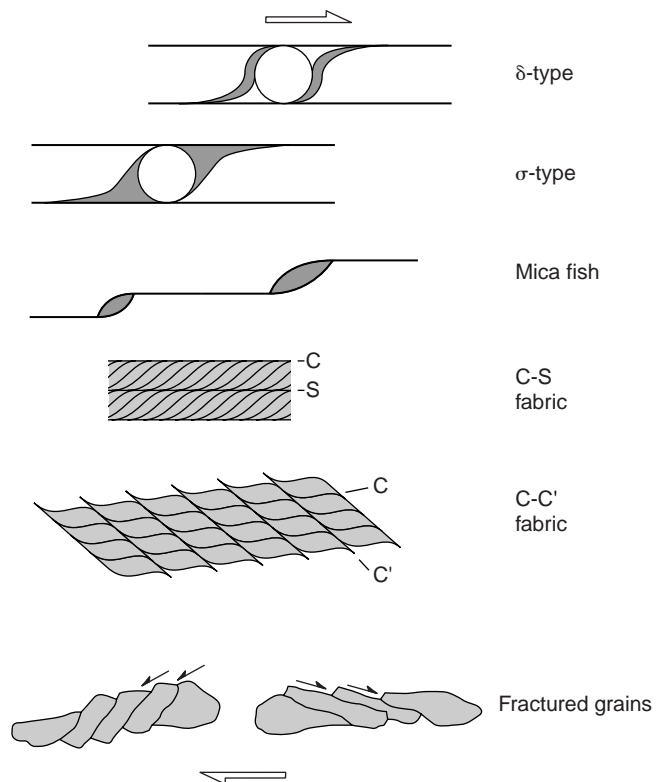 δ-type
σ-type
Mica fish
C
S
C-S
fabric
C
C'
C-C'
fabric
Fractured grains